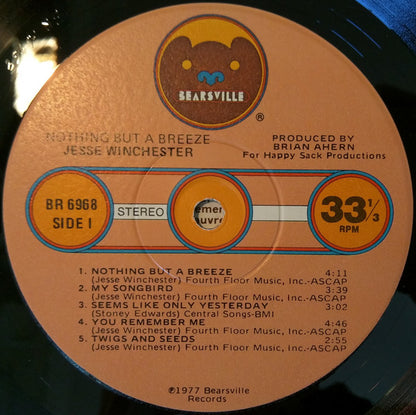 BEARSVILLE
®
NOTHING BUT A BREEZE
JESSE WINCHESTER
PRODUCED BY
BRIAN AHERN
For Happy Sack Productions
BR 6968
SIDE I
STEREO
33 1/3
RPM
1. NOTHING BUT A BREEZE 4:11
(Jesse Winchester) Fourth Floor Music, Inc.-ASCAP
2. MY SONGBIRD 3:39
(Jesse Winchester) Fourth Floor Music, Inc.-ASCAP
3. SEEMS LIKE ONLY YESTERDAY 3:02
(Stoney Edwards) Central Songs-BMI
4. YOU REMEMBER ME 4:46
(Jesse Winchester) Fourth Floor Music, Inc.-ASCAP
5. TWIGS AND SEEDS 2:55
(Jesse Winchester) Fourth Floor Music, Inc.-ASCAP
℗1977 Bearsville
Records